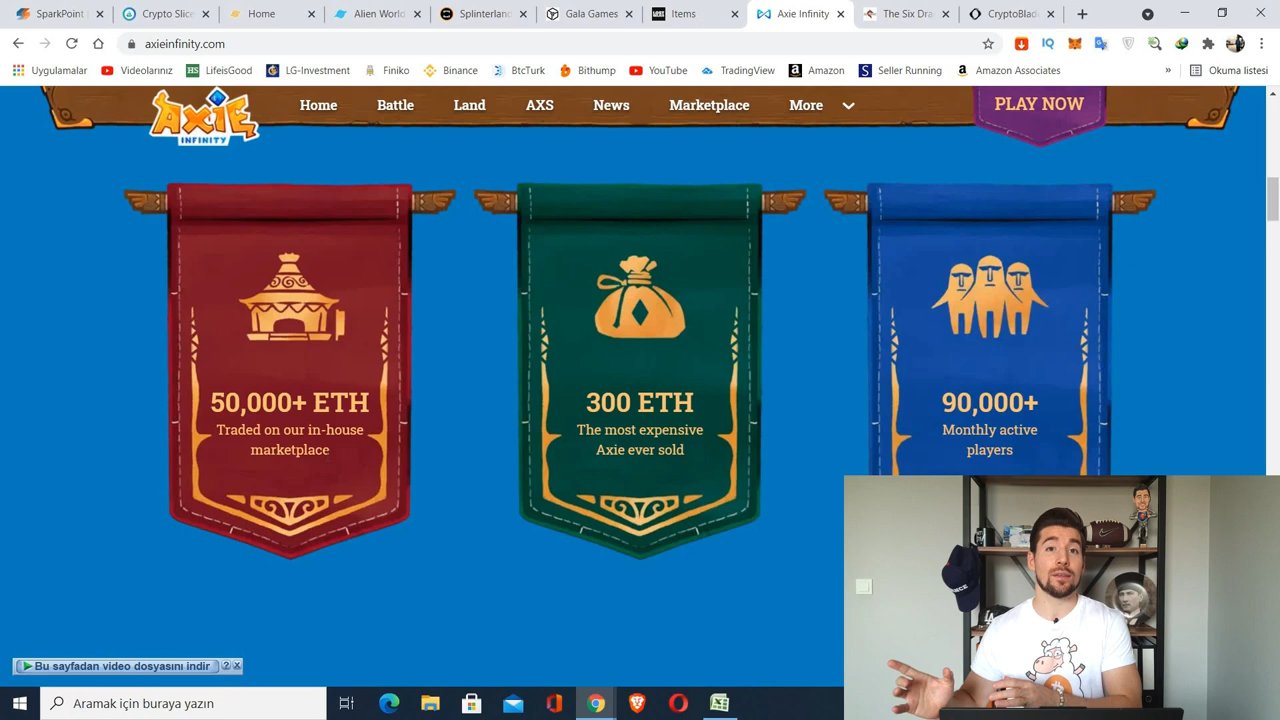 SparkPoint
Crypto Slice
Home
Alien World
Splinterland
Gala Games
Items
Axie Infinity
The Six Dra
CryptoBlade
axieinfinity.com
Uygulamalar
Videolarınız
LifeisGood
LG-Investment
Finiko
Binance
BtcTurk
Bithump
YouTube
TradingView
Amazon
Seller Running
Amazon Associates
»
Okuma listesi
AXIE
INFINITY
Home
Battle
Land
AXS
News
Marketplace
More
PLAY NOW
50,000+ ETH
Traded on our in-house
marketplace
300 ETH
The most expensive
Axie ever sold
90,000+
Monthly active
players
Bu sayfadan video dosyasını indir
? x
Aramak için buraya yazın